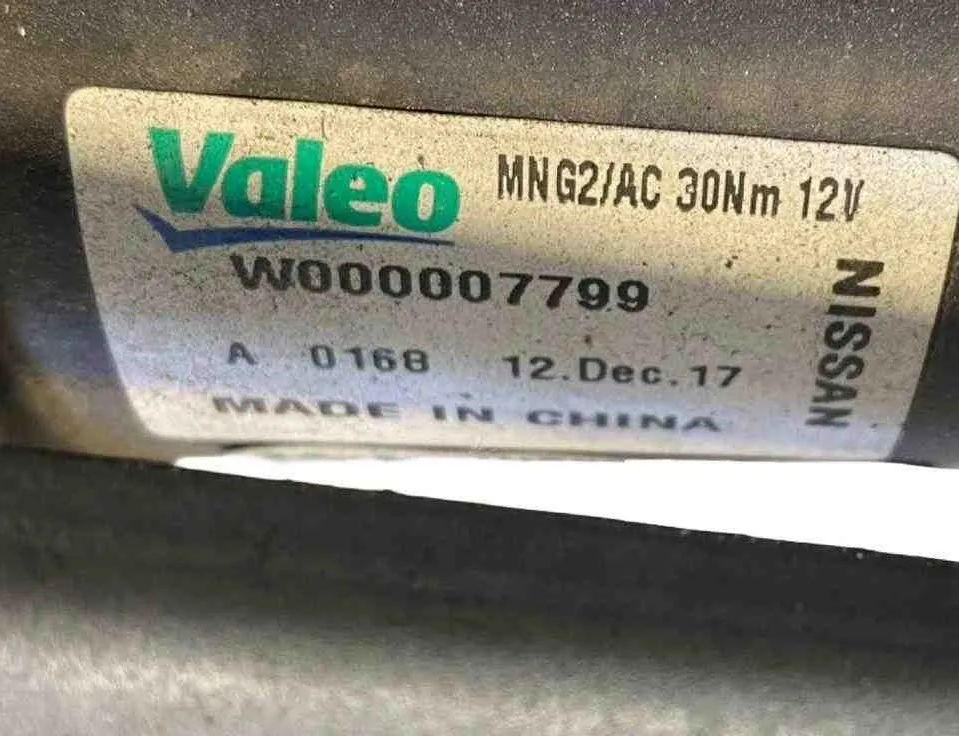 Valeo MNG2/AC 30Nm 12V
W000007799
A 0168 12.Dec.17
MADE IN CHINA
NISSAN